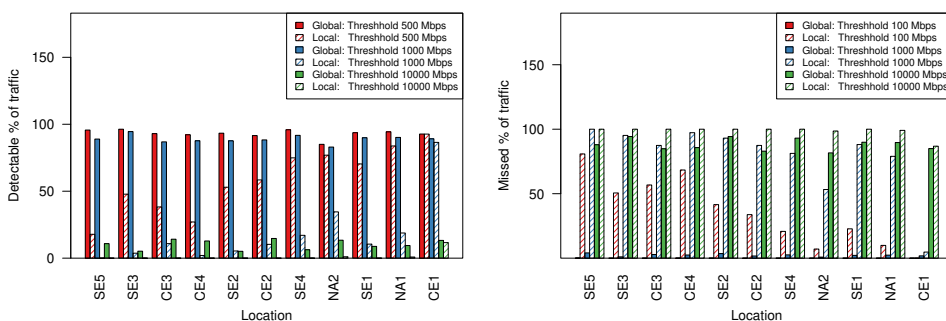 Global: Threshhold 500 Mbps
Local: Threshhold 500 Mbps
Global: Threshhold 1000 Mbps
Local: Threshhold 1000 Mbps
Global: Threshhold 10000 Mbps
Local: Threshhold 10000 Mbps
Detectable % of traffic
150
100
50
0
SE5
SE3
CE3
CE4
SE2
CE2
SE4
NA2
SE1
NA1
CE1
Location
Global: Threshhold 100 Mbps
Local: Threshhold 100 Mbps
Global: Threshhold 1000 Mbps
Local: Threshhold 1000 Mbps
Global: Threshhold 10000 Mbps
Local: Threshhold 10000 Mbps
Missed % of traffic
150
100
50
SE5
SE3
CE3
CE4
SE2
CE2
SE4
NA2
SE1
NA1
CE1
Location